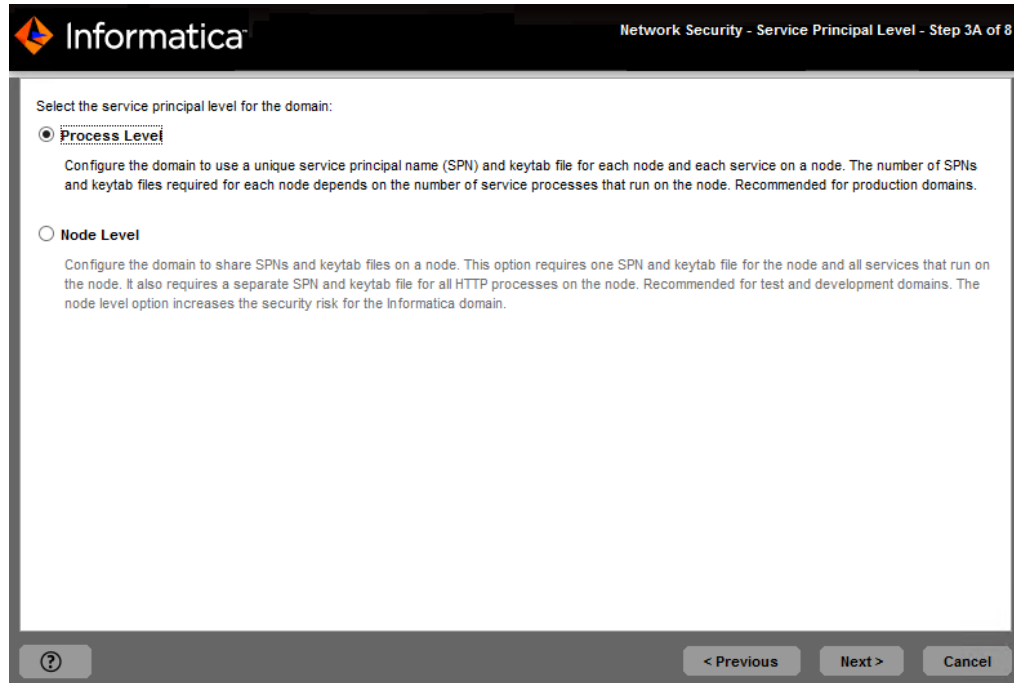 Informatica
Network Security - Service Principal Level - Step 3A of 8
Select the service principal level for the domain:
Process Level
Configure the domain to use a unique service principal name (SPN) and keytab file for each node and each service on a node. The number of SPNs
and keytab files required for each node depends on the number of service processes that run on the node. Recommended for production domains.
Node Level
Configure the domain to share SPNs and keytab files on a node. This option requires one SPN and keytab file for the node and all services that run on
the node. It also requires a separate SPN and keytab file for all HTTP processes on the node. Recommended for test and development domains. The
node level option increases the security risk for the Informatica domain.
?
< Previous
Next >
Cancel